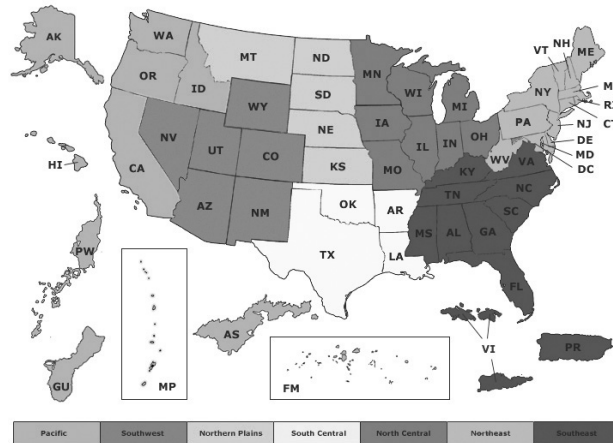 AK
WA
MT
ND
MN
VT
NH
ME
OR
ID
SD
WI
MI
NY
M
RI
CT
WY
NE
IA
PA
NJ
NV
UT
CO
KS
IL
IN
OH
DE
MD
DC
HI
CA
MO
KY
WV
VA
AZ
NM
OK
AR
TN
NC
SC
TX
LA
MS
AL
GA
FL
PW
AS
VI
PR
GU
MP
FM
Pacific
Southwest
Northern Plains
South Central
North Central
Northeast
Southeast